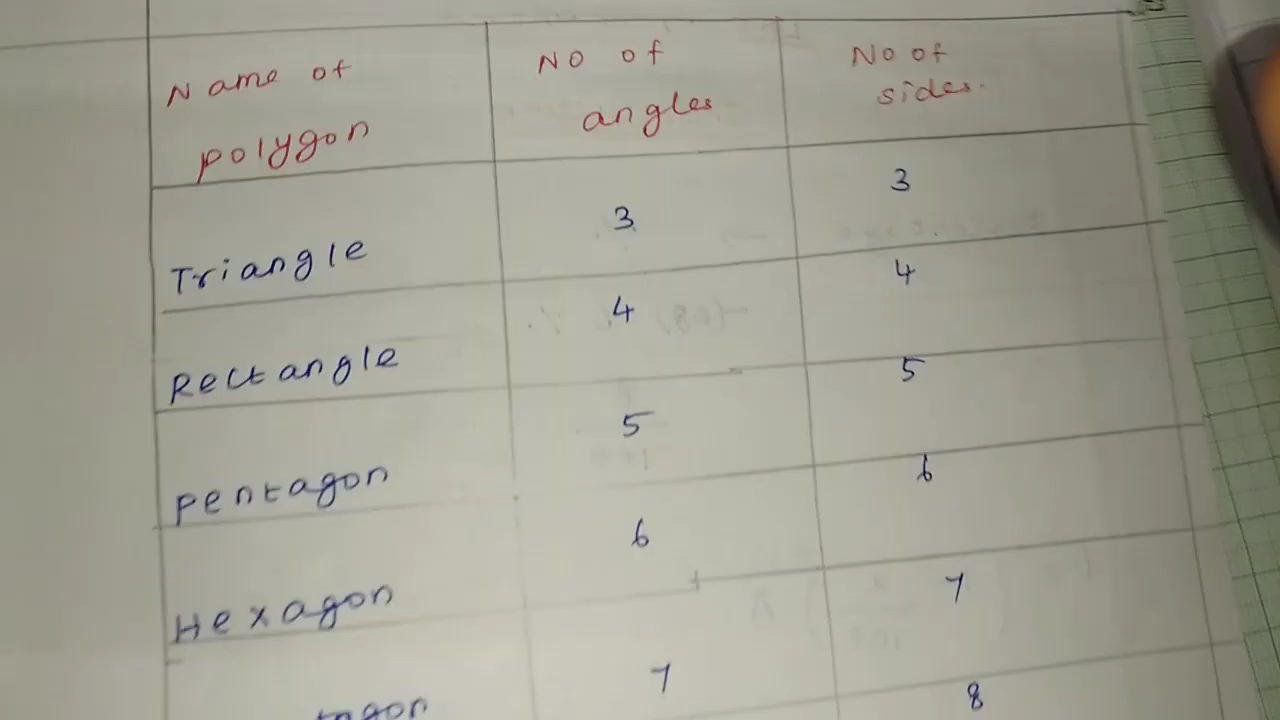 Name of No of No of
polygon angles sides.
Triangle 3 3
Rectangle 4 4
Pentagon 5 5
Hexagon 6 6
7 7
8